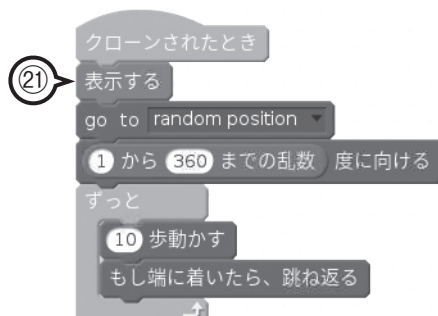 クローンされたとき
㉑ 表示する
go to random position
1 から 360 までの乱数 度に向ける
ずっと
10 歩動かす
もし端に着いたら、跳ね返る